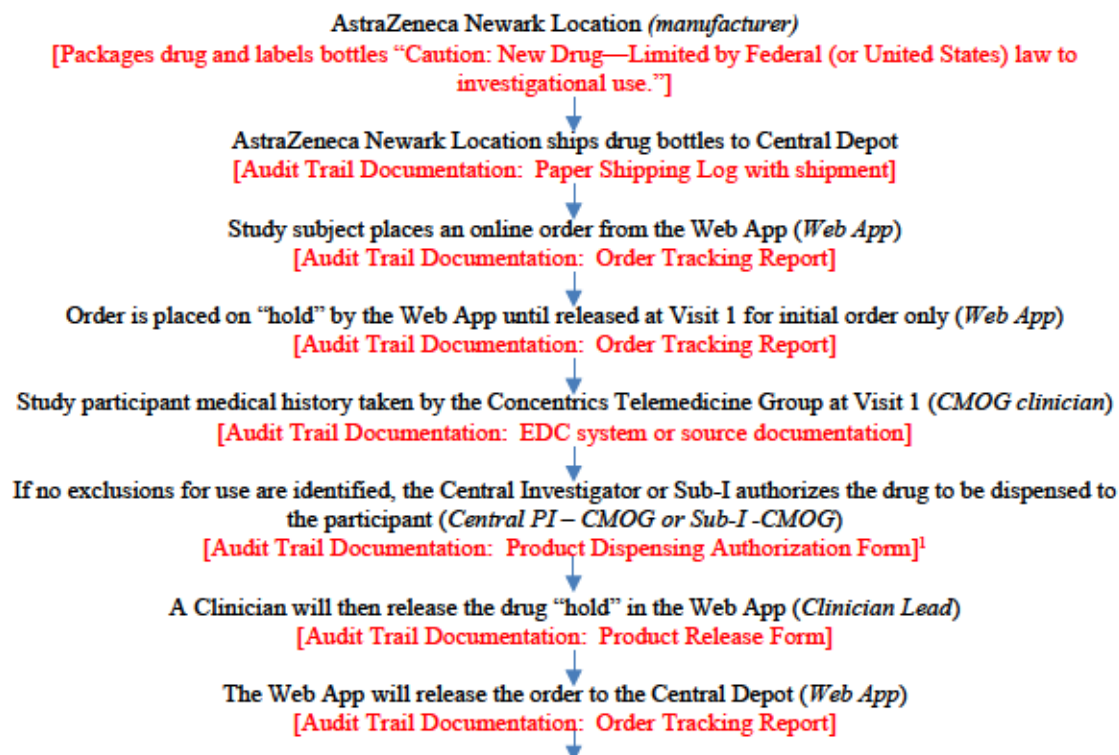 AstraZeneca Newark Location (manufacturer)
[Packages drug and labels bottles “Caution: New Drug—Limited by Federal (or United States) law to
investigational use.”]
AstraZeneca Newark Location ships drug bottles to Central Depot
[Audit Trail Documentation: Paper Shipping Log with shipment]
Study subject places an online order from the Web App (Web App)
[Audit Trail Documentation: Order Tracking Report]
Order is placed on “hold” by the Web App until released at Visit 1 for initial order only (Web App)
[Audit Trail Documentation: Order Tracking Report]
Study participant medical history taken by the Concentrics Telemedicine Group at Visit 1 (CMOG clinician)
[Audit Trail Documentation: EDC system or source documentation]
If no exclusions for use are identified, the Central Investigator or Sub-I authorizes the drug to be dispensed to
the participant (Central PI – CMOG or Sub-I -CMOG)
[Audit Trail Documentation: Product Dispensing Authorization Form]¹
A Clinician will then release the drug “hold” in the Web App (Clinician Lead)
[Audit Trail Documentation: Product Release Form]
The Web App will release the order to the Central Depot (Web App)
[Audit Trail Documentation: Order Tracking Report]